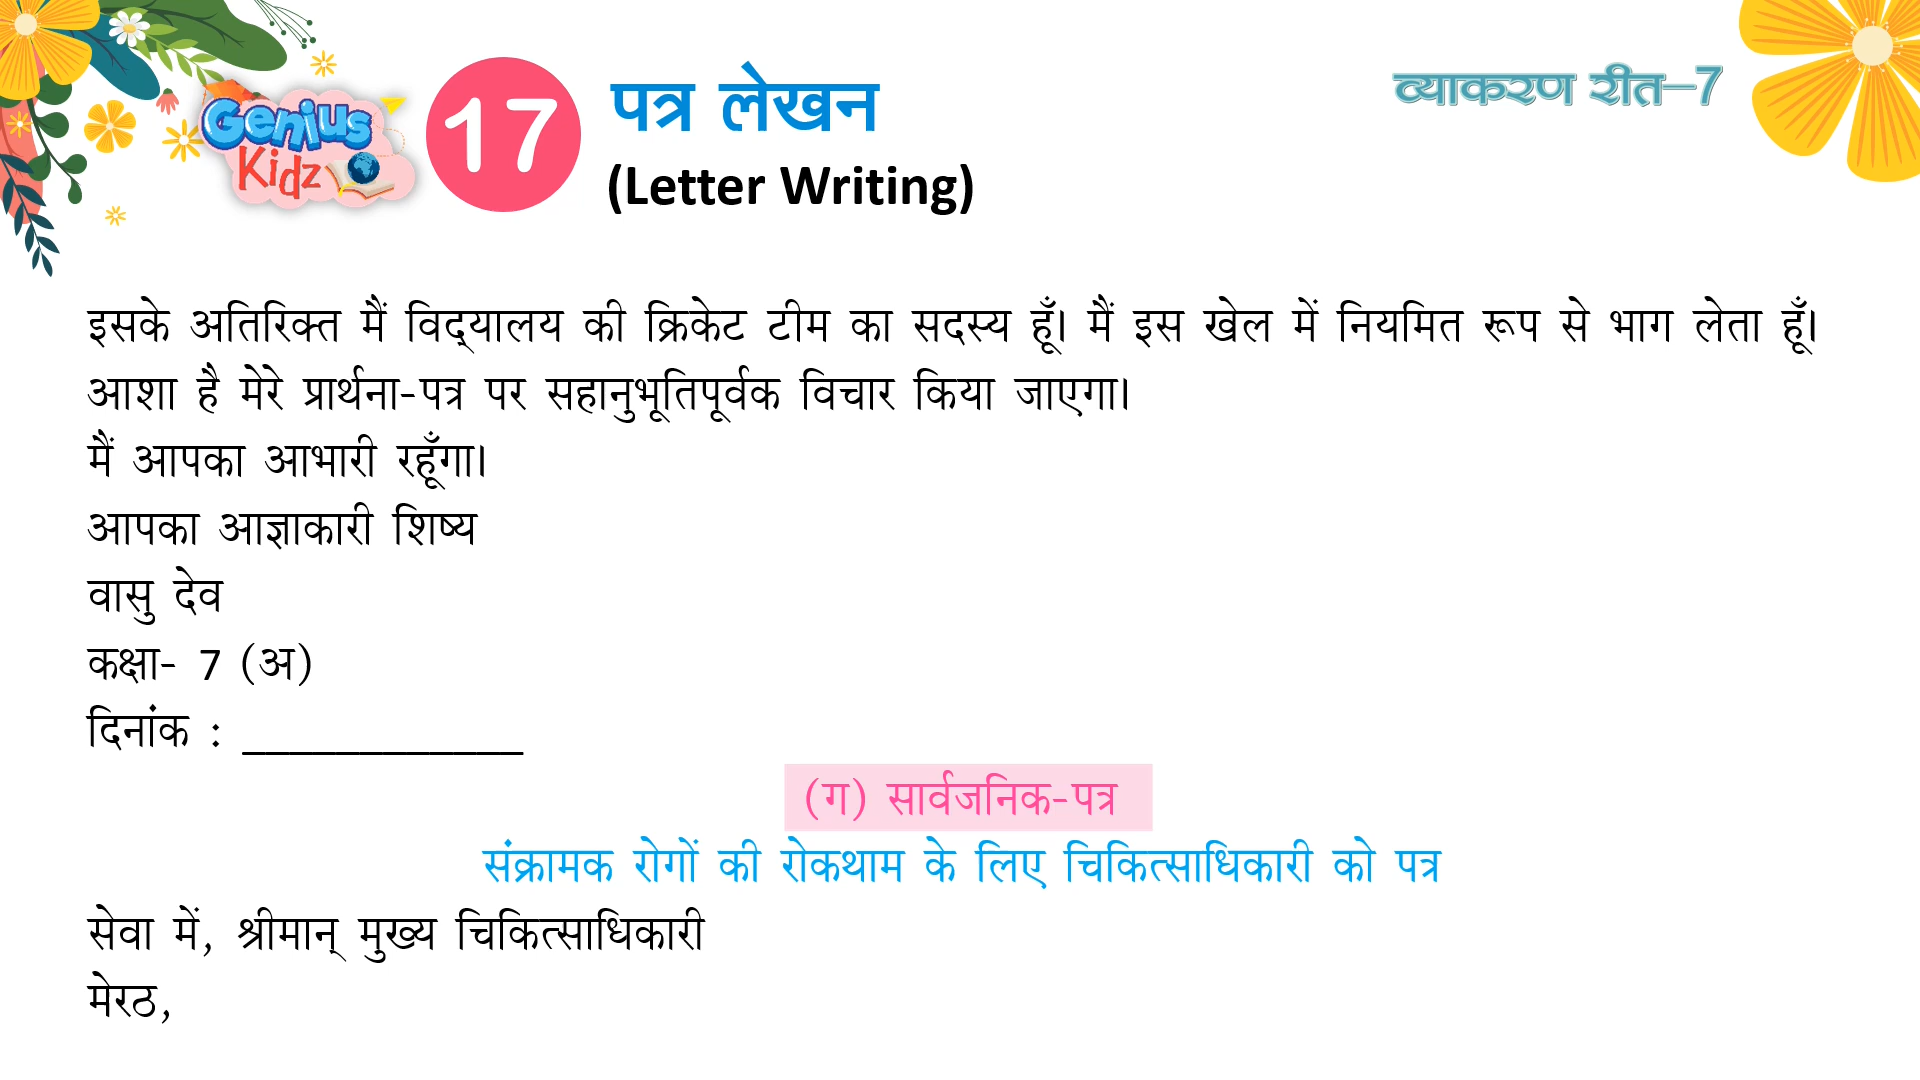 Genius
Kidz
17
पत्र लेखन
(Letter Writing)
व्याकरण रीत–7
इसके अतिरिक्त मैं विद्‌यालय की क्रिकेट टीम का सदस्य हूँ। मैं इस खेल में नियमित रूप से भाग लेता हूँ।
आशा है मेरे प्रार्थना-पत्र पर सहानुभूतिपूर्वक विचार किया जाएगा।
मैं आपका आभारी रहूँगा।
आपका आज्ञाकारी शिष्य
वासु देव
कक्षा- 7 (अ)
दिनांक : ____________
(ग) सार्वजनिक-पत्र
संक्रामक रोगों की रोकथाम के लिए चिकित्साधिकारी को पत्र
सेवा में, श्रीमान् मुख्य चिकित्साधिकारी
मेरठ,